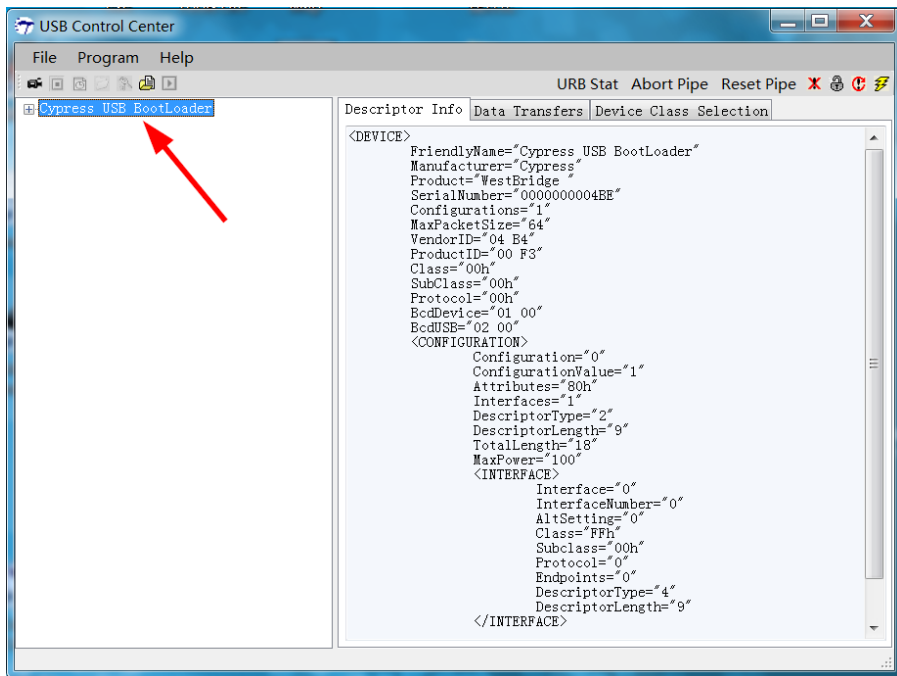 USB Control Center
File Program Help
URB Stat Abort Pipe Reset Pipe
Cypress USB BootLoader
Descriptor Info Data Transfers Device Class Selection
<DEVICE>
FriendlyName="Cypress USB BootLoader"
Manufacturer="Cypress"
Product="WestBridge "
SerialNumber="0000000004BE"
Configurations="1"
MaxPacketSize="64"
VendorID="04 B4"
ProductID="00 F3"
Class="00h"
SubClass="00h"
Protocol="00h"
BcdDevice="01 00"
BcdUSB="02 00"
<CONFIGURATION>
Configuration="0"
ConfigurationValue="1"
Attributes="80h"
Interfaces="1"
DescriptorType="2"
DescriptorLength="9"
TotalLength="18"
MaxPower="100"
<INTERFACE>
Interface="0"
InterfaceNumber="0"
AltSetting="0"
Class="FFh"
Subclass="00h"
Protocol="0"
Endpoints="0"
DescriptorType="4"
DescriptorLength="9"
</INTERFACE>